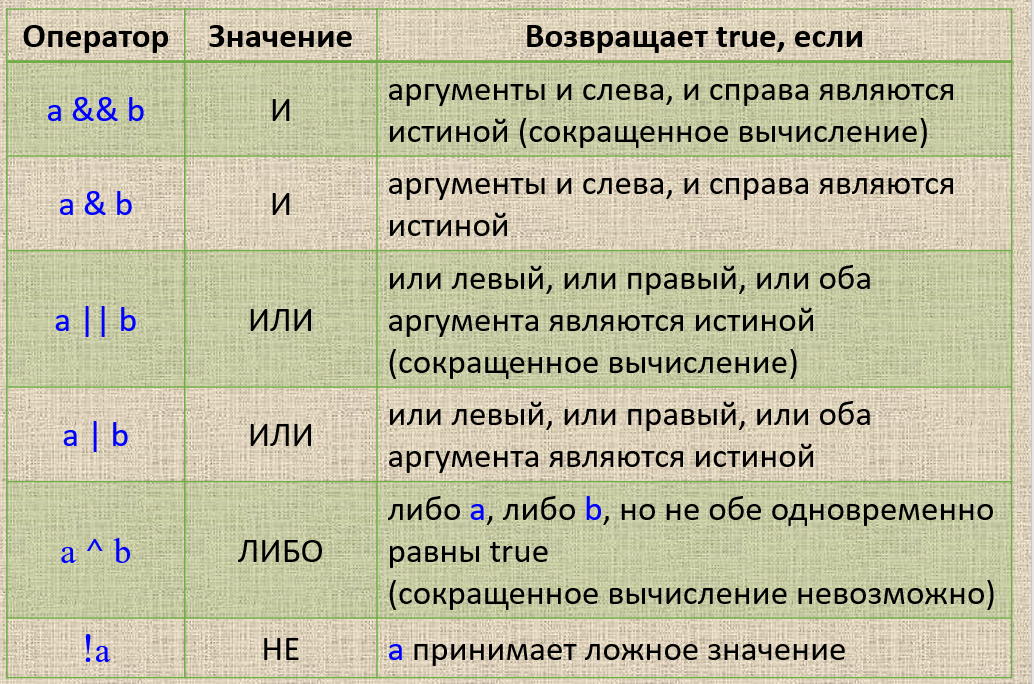 Оператор Значение Возвращает true, если
a && b И аргументы и слева, и справа являются
истиной (сокращенное вычисление)
a & b И аргументы и слева, и справа являются
истиной
a || b ИЛИ или левый, или правый, или оба
аргумента являются истиной
(сокращенное вычисление)
a | b ИЛИ или левый, или правый, или оба
аргумента являются истиной
a ^ b ЛИБО либо a, либо b, но не обе одновременно
равны true
(сокращенное вычисление невозможно)
!a НЕ a принимает ложное значение